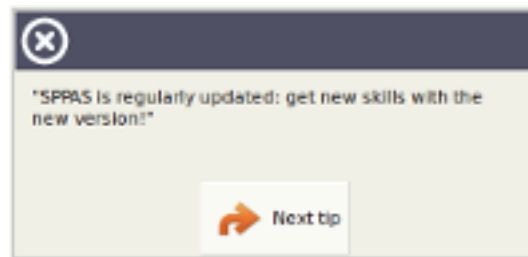 "SPPAS is regularly updated: get new skills with the
new version!"
Next tip